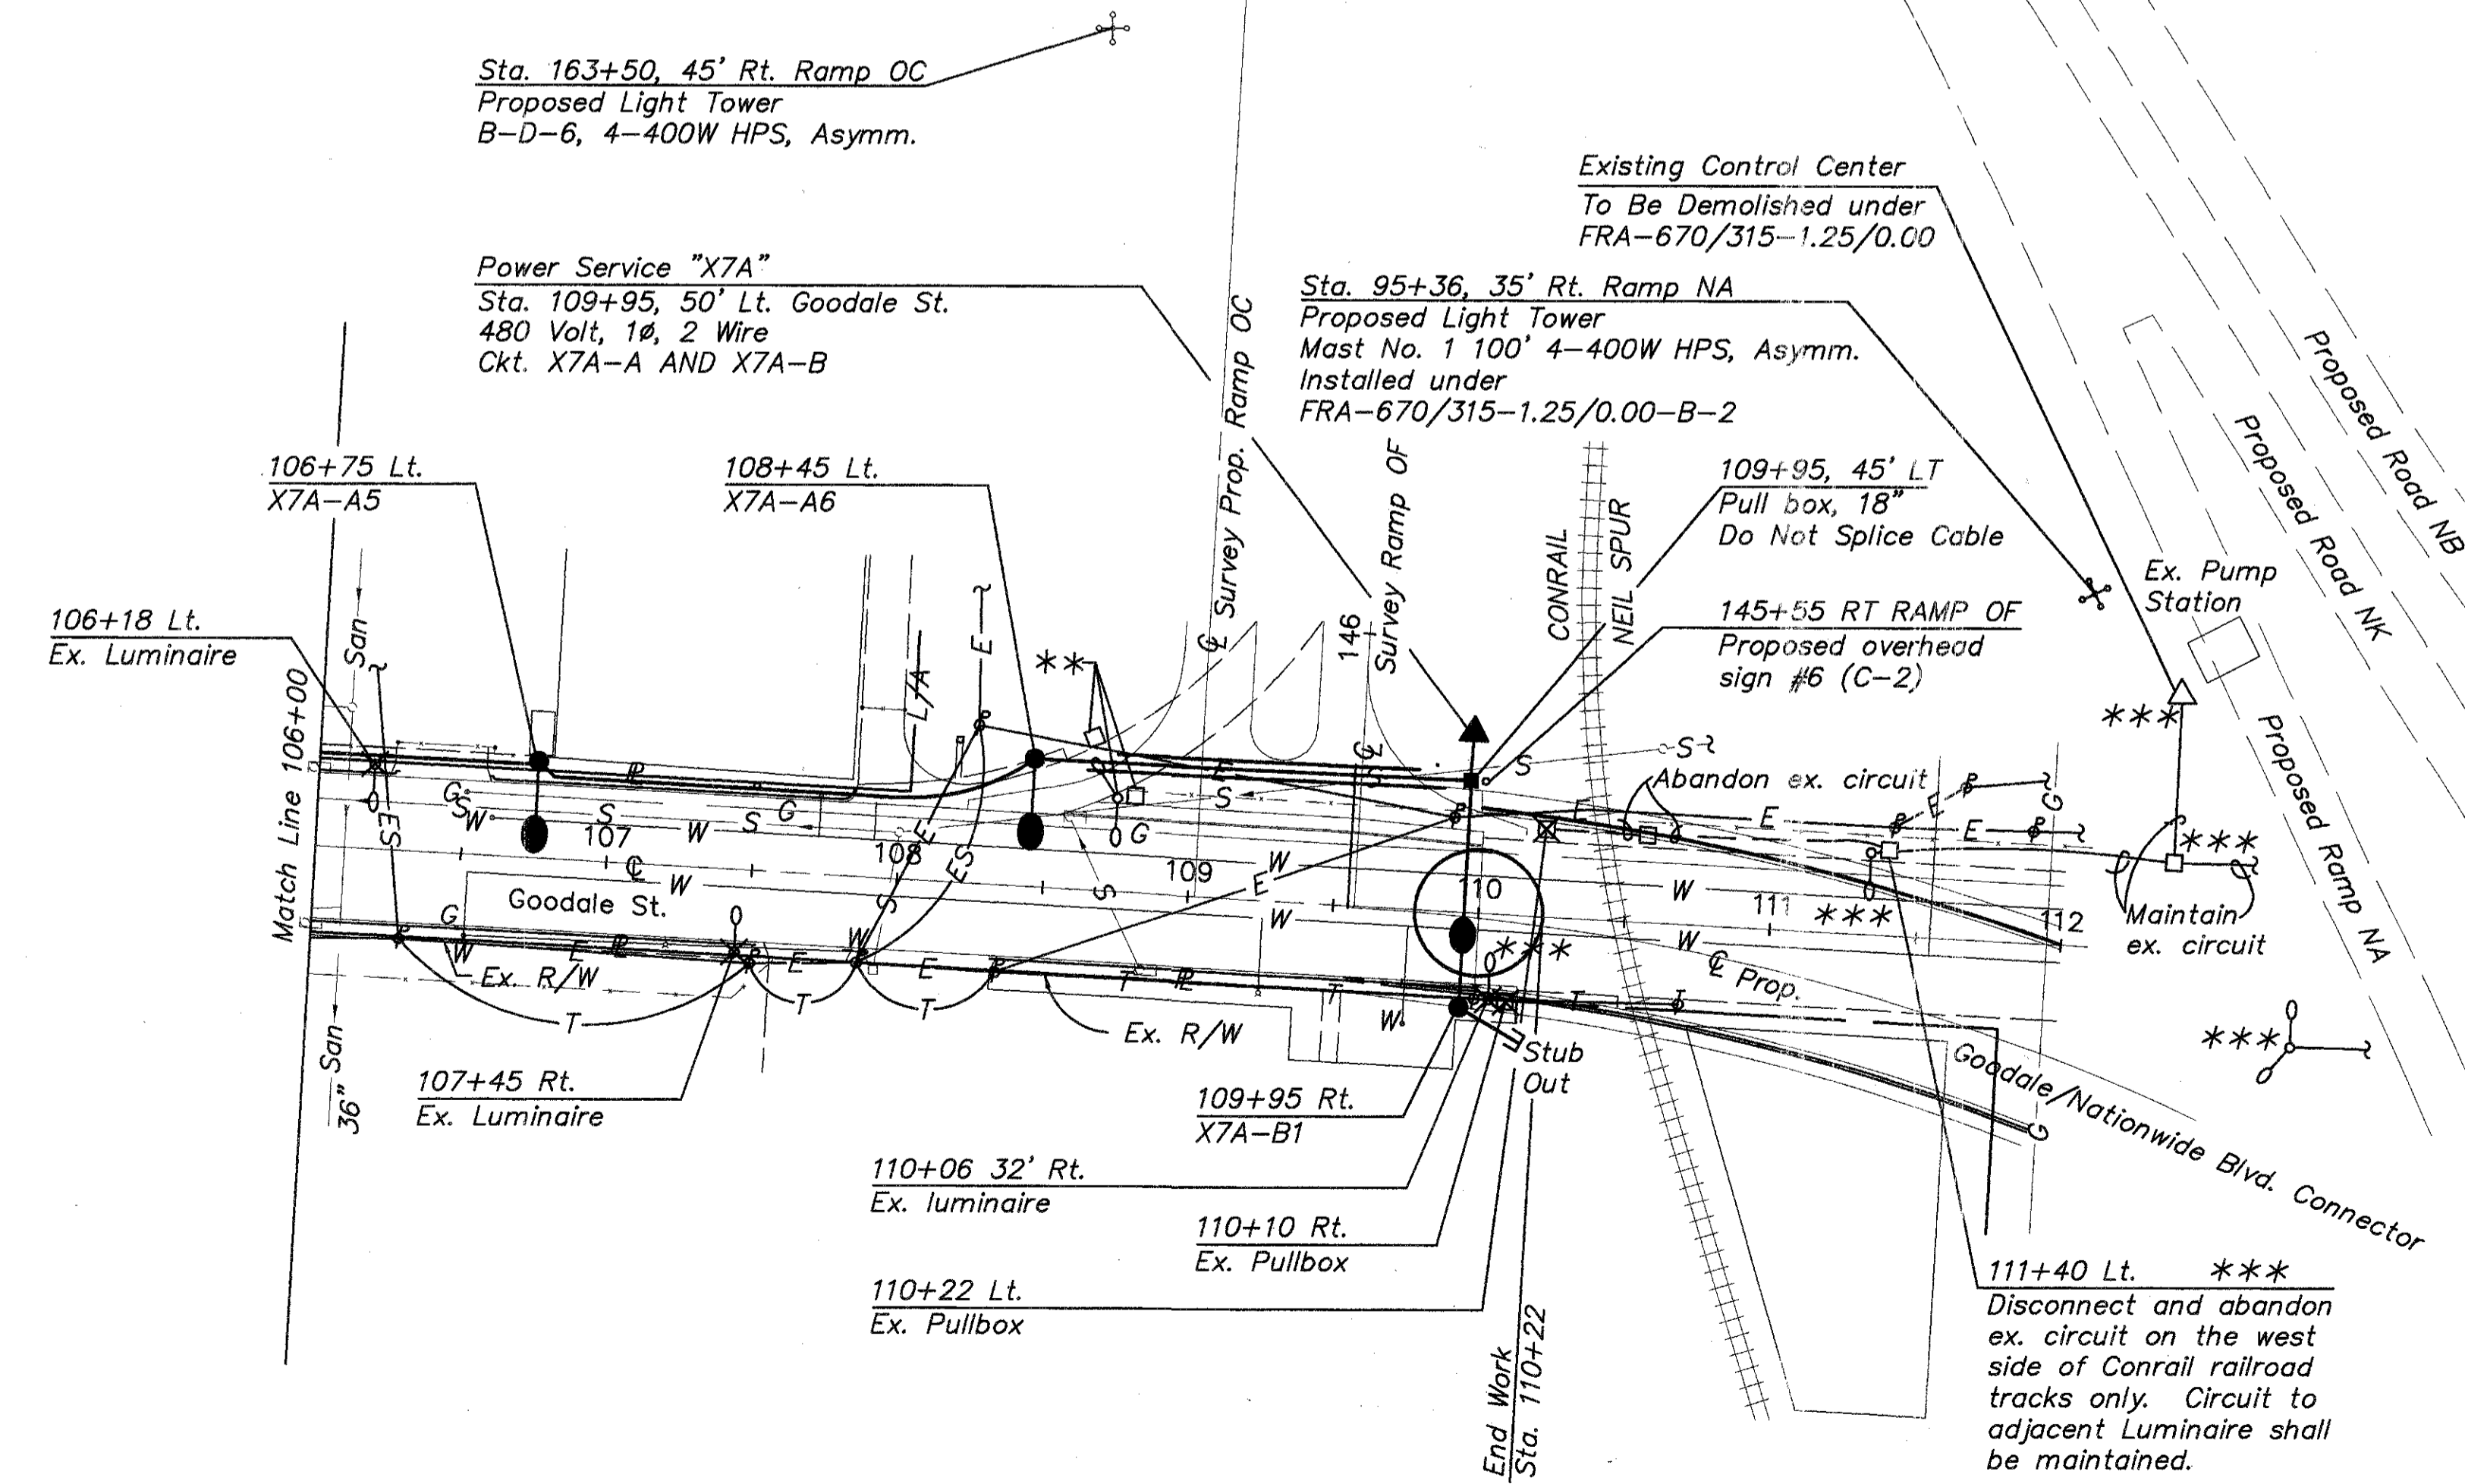 Sta. 163+50, 45' Rt. Ramp OC
Proposed Light Tower
B-D-6, 4-400W HPS, Asymm.
Existing Control Center
To Be Demolished under
FRA-670/315-1.25/0.00
Power Service "X7A"
Sta. 109+95, 50' Lt. Goodale St.
480 Volt, 1ø, 2 Wire
Ckt. X7A-A AND X7A-B
Sta. 95+36, 35' Rt. Ramp NA
Proposed Light Tower
Mast No. 1 100' 4-400W HPS, Asymm.
Installed under
FRA-670/315-1.25/0.00-B-2
℄ Survey Prop. Ramp OC
146
Survey Ramp OF
CONRAIL
NEIL SPUR
Proposed Road NB
Proposed Road NK
Proposed Ramp NA
106+75 Lt.
X7A-A5
108+45 Lt.
X7A-A6
109+95, 45' LT
Pull box, 18"
Do Not Splice Cable
Ex. Pump
Station
145+55 RT RAMP OF
Proposed overhead
sign #6 (C-2)
106+18 Lt.
Ex. Luminaire
Match Line 106+00
San
L/A
E
**
***
Abandon ex. circuit
S
E
ES
G
W
107
108
109
110
111
112
℄
Goodale St.
***
***
***
Maintain
ex. circuit
Ex. R/W
T
T
T
Ex. R/W
℄ Prop.
***
36" San
Stub
Out
Goodale/Nationwide Blvd. Connector
107+45 Rt.
Ex. Luminaire
109+95 Rt.
X7A-B1
110+06 32' Rt.
Ex. luminaire
110+10 Rt.
Ex. Pullbox
110+22 Lt.
Ex. Pullbox
End Work
Sta. 110+22
111+40 Lt. ***
Disconnect and abandon
ex. circuit on the west
side of Conrail railroad
tracks only. Circuit to
adjacent Luminaire shall
be maintained.